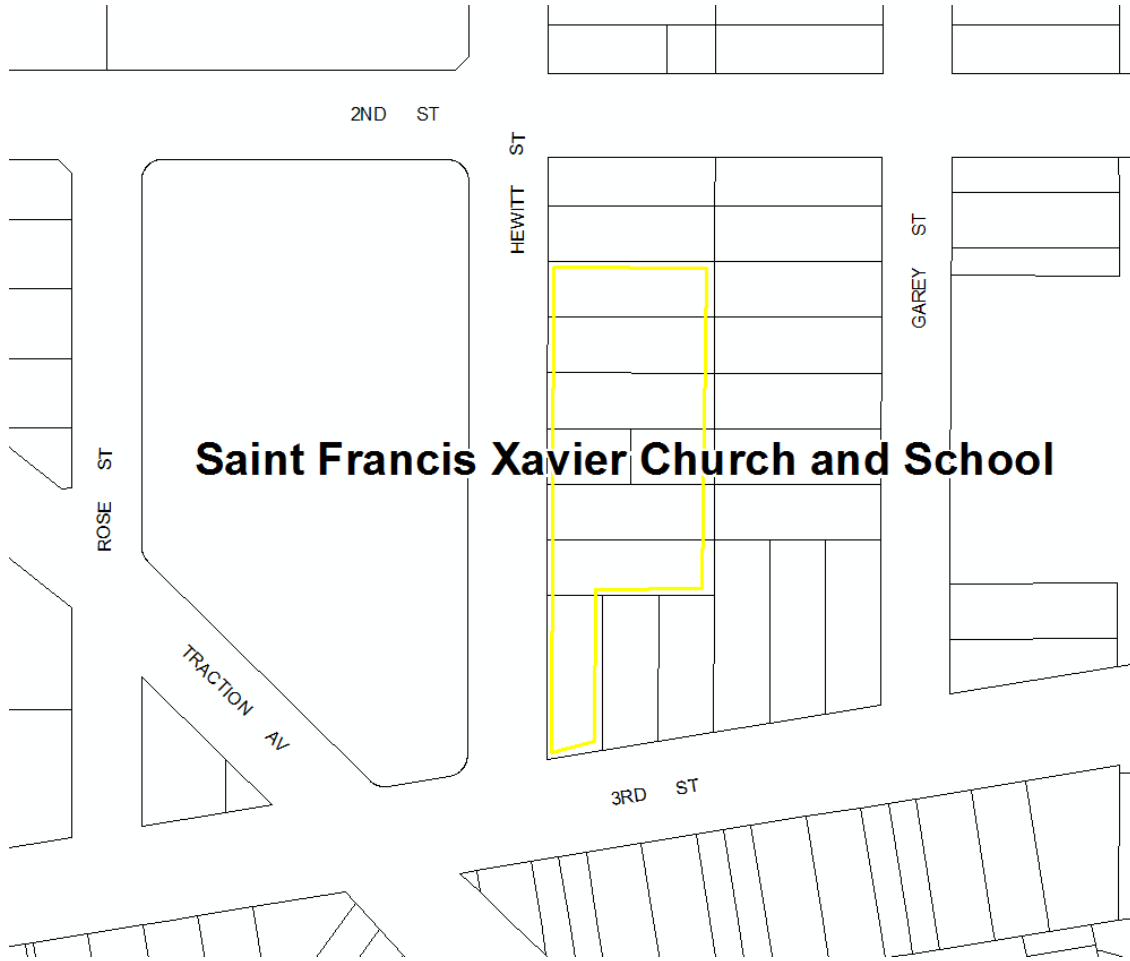 2ND ST
HEWITT ST
GAREY ST
Saint Francis Xavier Church and School
ROSE ST
TRACTION AV
3RD ST